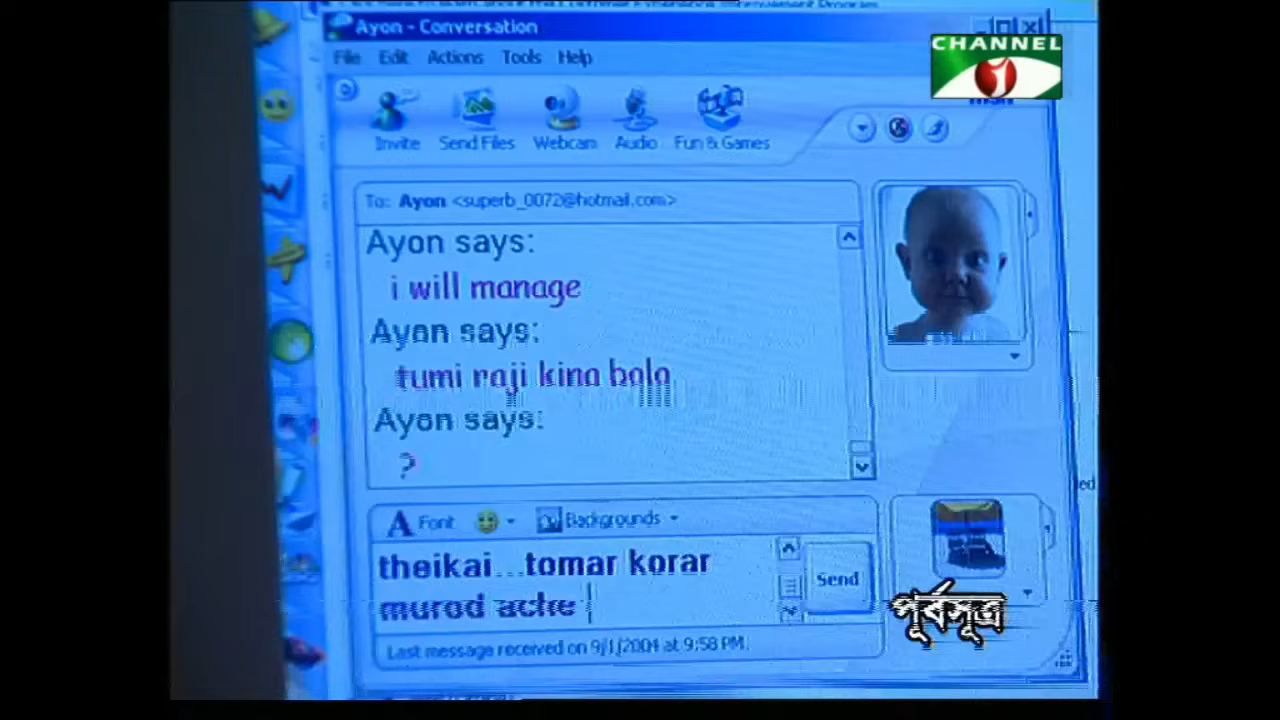 Ayon - Conversation
CHANNEL
i
File Edit Actions Tools Help
msn
Invite Send Files Webcam Audio Fun & Games
To: Ayon <superb_0072@hotmail.com>
Ayon says:
i will manage
Ayon says:
tumi raji kina bolo
Ayon says:
?
Font Backgrounds
theikai...tomar korar
murod ache
Send
পূর্বসূত্র
Last message received on 9/1/2004 at 9:58 PM.